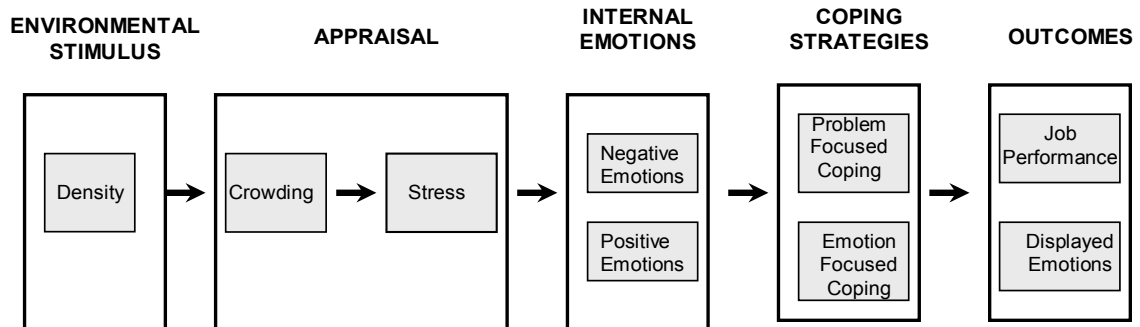 ENVIRONMENTAL
STIMULUS
APPRAISAL
INTERNAL
EMOTIONS
COPING
STRATEGIES
OUTCOMES
Density
Crowding
Stress
Negative
Emotions
Positive
Emotions
Problem
Focused
Coping
Emotion
Focused
Coping
Job
Performance
Displayed
Emotions